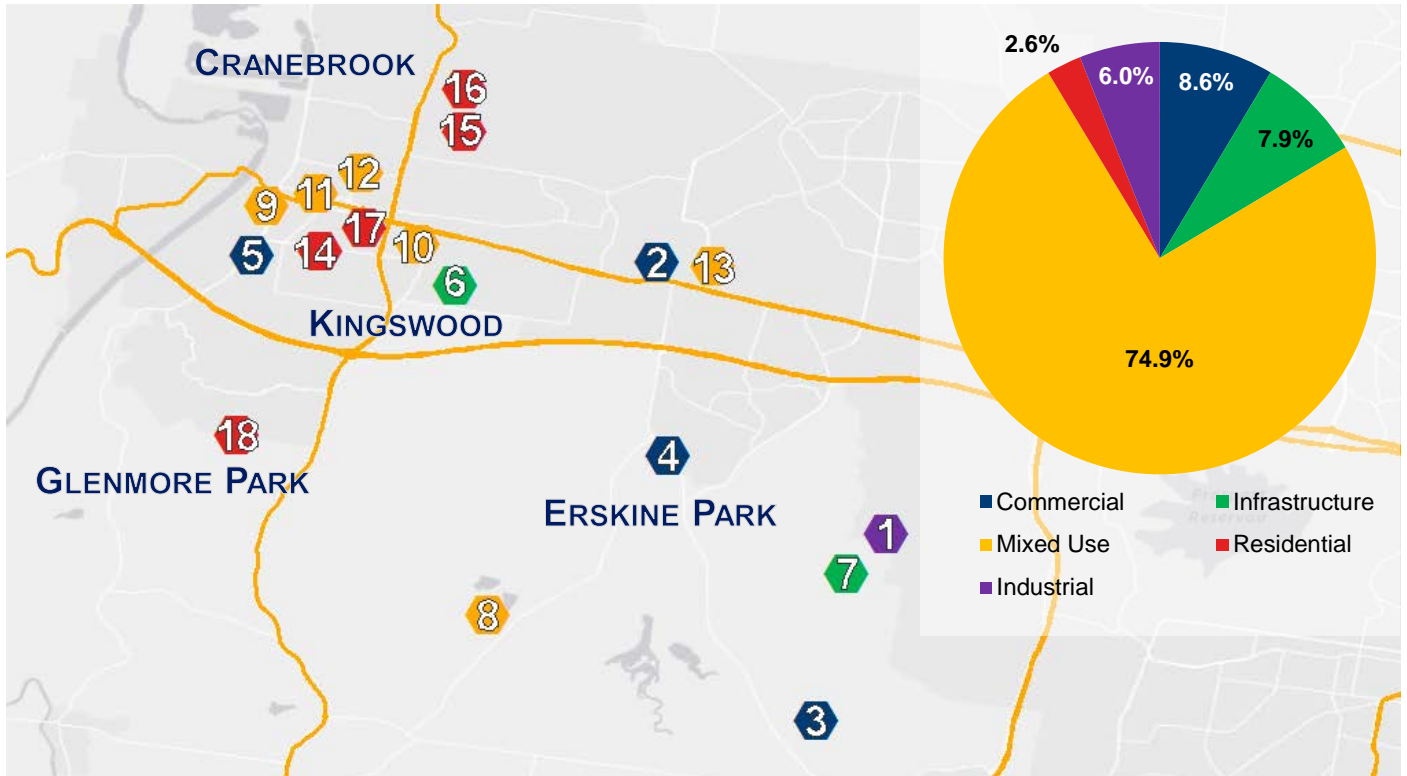 CRANEBROOK
16
15
12
11
9
17
14
10
5
6
2
13
KINGSWOOD
18
4
GLENMORE PARK
ERSKINE PARK
1
7
8
3
2.6%
6.0%
8.6%
7.9%
74.9%
Commercial
Infrastructure
Mixed Use
Residential
Industrial